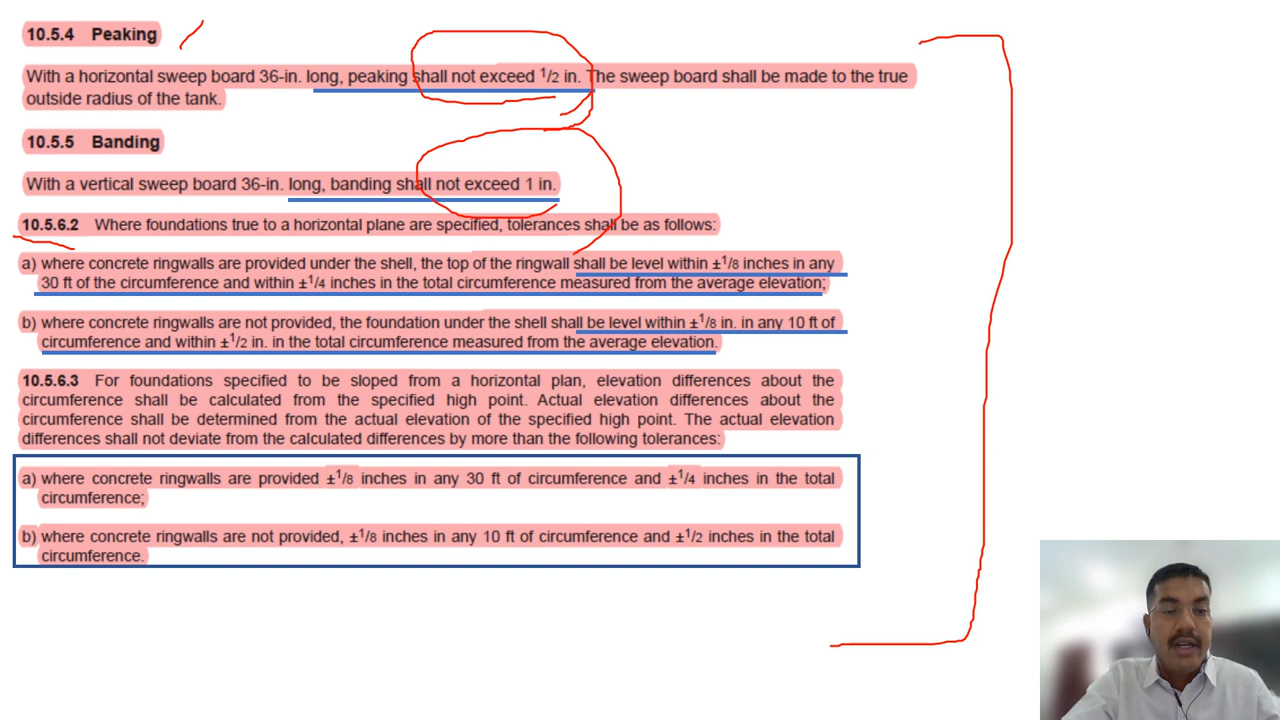 10.5.4 Peaking
With a horizontal sweep board 36-in. long, peaking shall not exceed 1/2 in. The sweep board shall be made to the true
outside radius of the tank.
10.5.5 Banding
With a vertical sweep board 36-in. long, banding shall not exceed 1 in.
10.5.6.2 Where foundations true to a horizontal plane are specified, tolerances shall be as follows:
a) where concrete ringwalls are provided under the shell, the top of the ringwall shall be level within ±1/8 inches in any
30 ft of the circumference and within ±1/4 inches in the total circumference measured from the average elevation;
b) where concrete ringwalls are not provided, the foundation under the shell shall be level within ±1/8 in. in any 10 ft of
circumference and within ±1/2 in. in the total circumference measured from the average elevation.
10.5.6.3 For foundations specified to be sloped from a horizontal plan, elevation differences about the
circumference shall be calculated from the specified high point. Actual elevation differences about the
circumference shall be determined from the actual elevation of the specified high point. The actual elevation
differences shall not deviate from the calculated differences by more than the following tolerances:
a) where concrete ringwalls are provided ±1/8 inches in any 30 ft of circumference and ±1/4 inches in the total
circumference;
b) where concrete ringwalls are not provided, ±1/8 inches in any 10 ft of circumference and ±1/2 inches in the total
circumference.